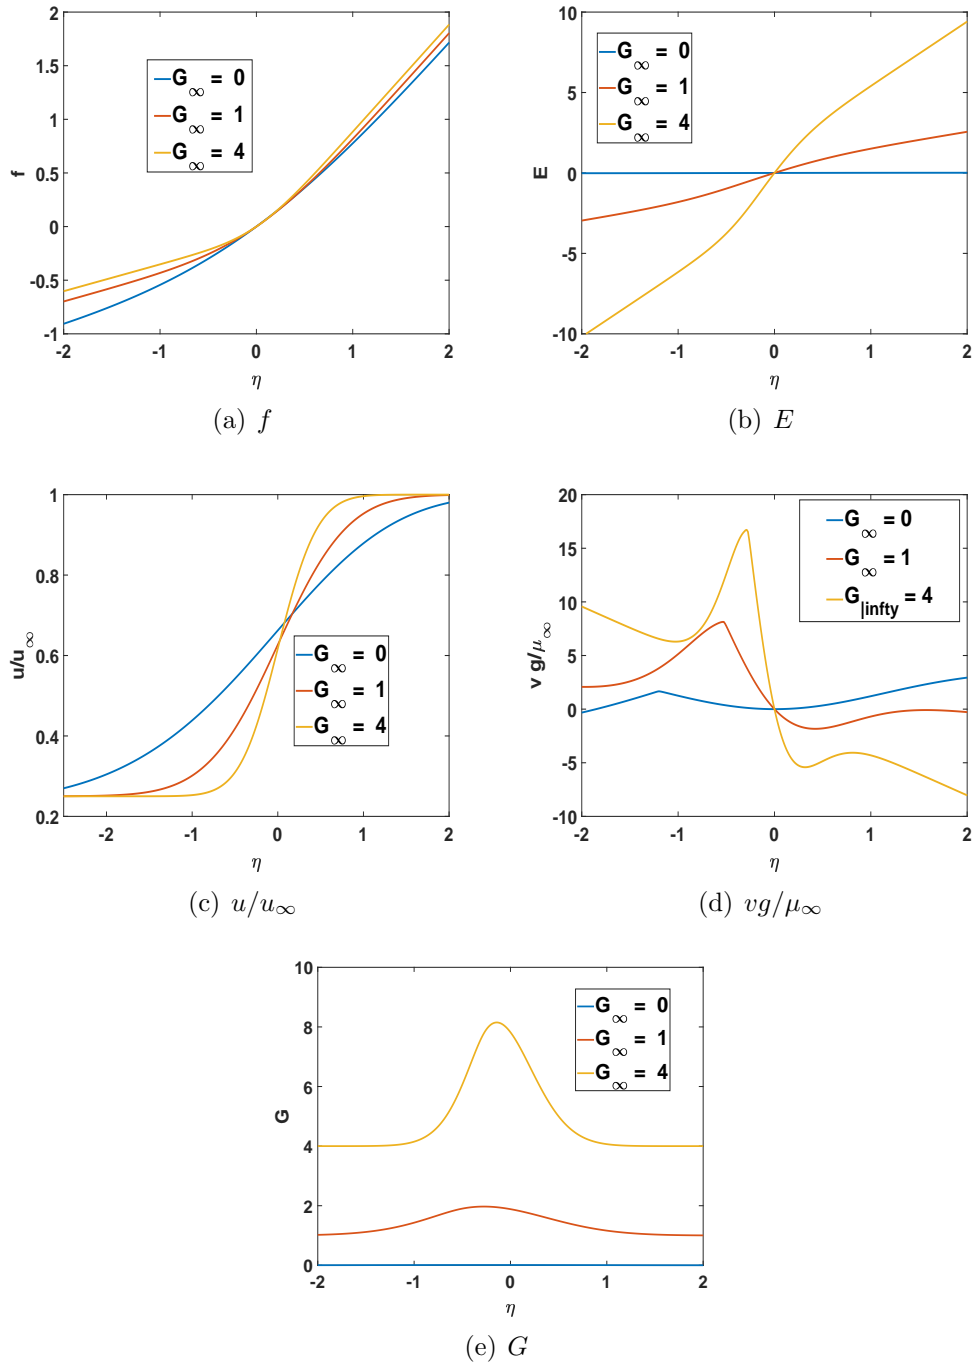 2
1.5
1
0.5
0
-0.5
-1
f
G∞ = 0
G∞ = 1
G∞ = 4
-2 -1 0 1 2
η
(a) f
10
5
0
-5
-10
E
G∞ = 0
G∞ = 1
G∞ = 4
-2 -1 0 1 2
η
(b) E
1
0.8
0.6
0.4
0.2
u/u∞
G∞ = 0
G∞ = 1
G∞ = 4
-2 -1 0 1 2
η
(c) u/u∞
20
15
10
5
0
-5
-10
v g/μ∞
G∞ = 0
G∞ = 1
G|infty = 4
-2 -1 0 1 2
η
(d) vg/μ∞
10
8
6
4
2
0
G
G∞ = 0
G∞ = 1
G∞ = 4
-2 -1 0 1 2
η
(e) G